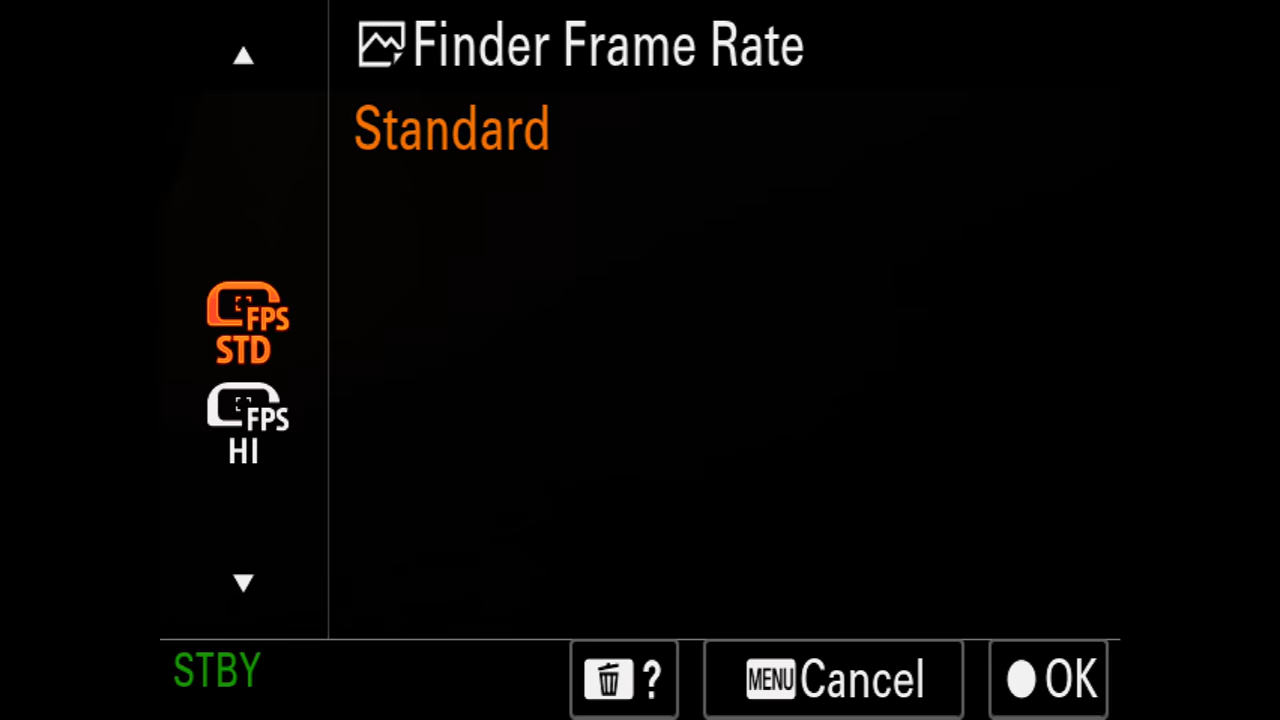 Finder Frame Rate
Standard
FPS
STD
FPS
HI
STBY
?
MENU Cancel
OK